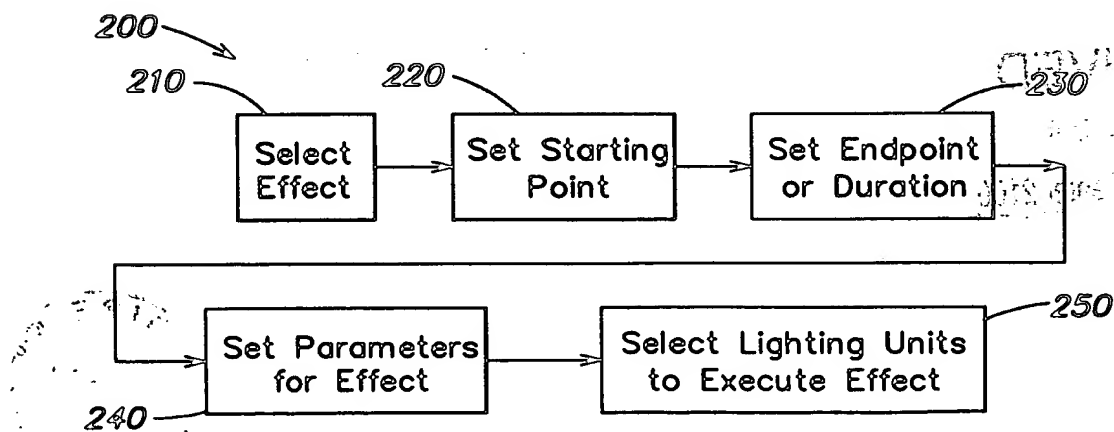 200
210
220
230
Select
Effect
Set Starting
Point
Set Endpoint
or Duration
250
Set Parameters
for Effect
Select Lighting Units
to Execute Effect
240